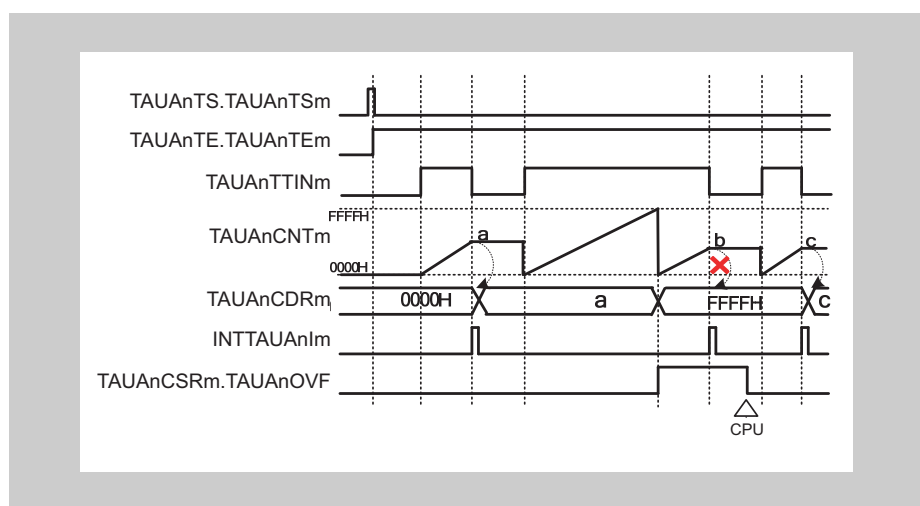 TAUAnTS.TAUAnTSm
TAUAnTE.TAUAnTEm
TAUAnTTINm
FFFFH
TAUAnCNTm
a
b
c
0000H
TAUAnCDRm
0000H
a
FFFFH
c
INTTAUAnIm
TAUAnCSRm.TAUAnOVF
CPU